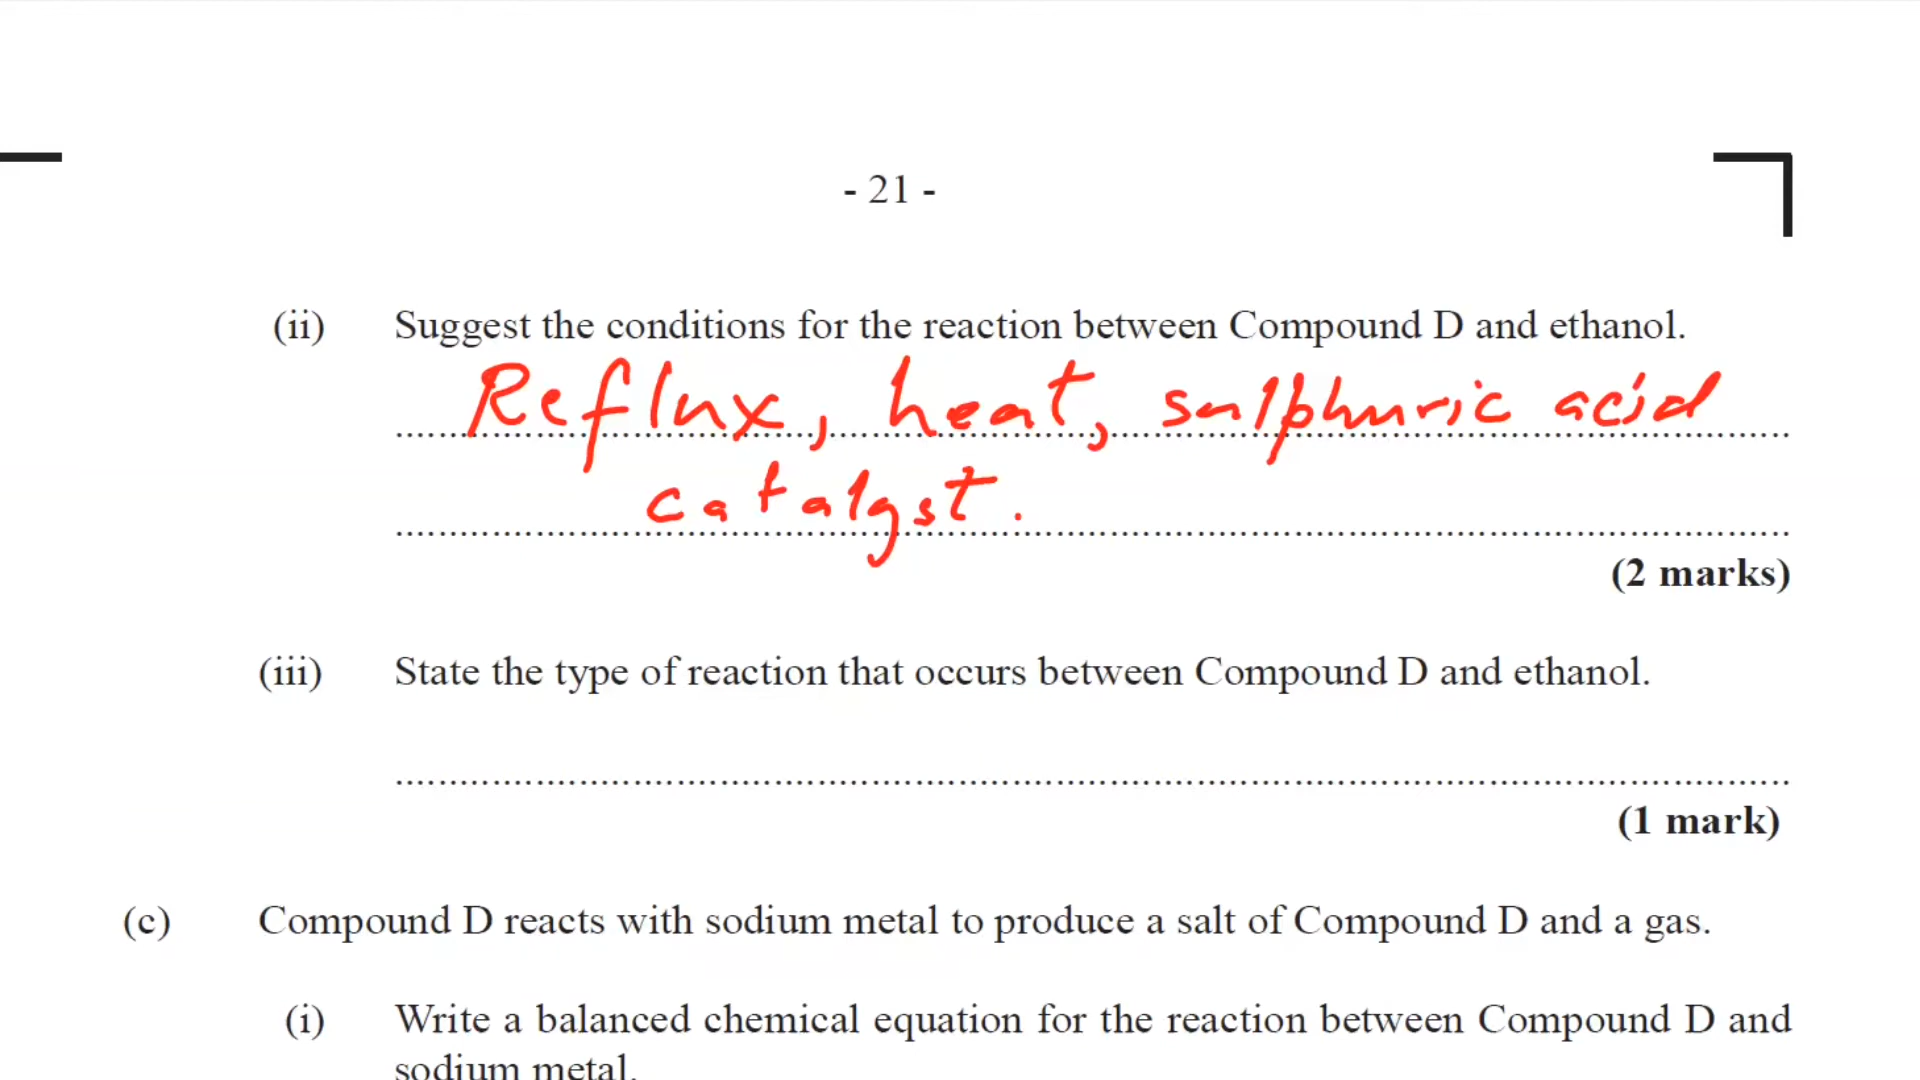 - 21 -
(ii) Suggest the conditions for the reaction between Compound D and ethanol.
Reflux, heat, sulphuric acid
catalyst.
(2 marks)
(iii) State the type of reaction that occurs between Compound D and ethanol.
(1 mark)
(c) Compound D reacts with sodium metal to produce a salt of Compound D and a gas.
(i) Write a balanced chemical equation for the reaction between Compound D and
sodium metal.